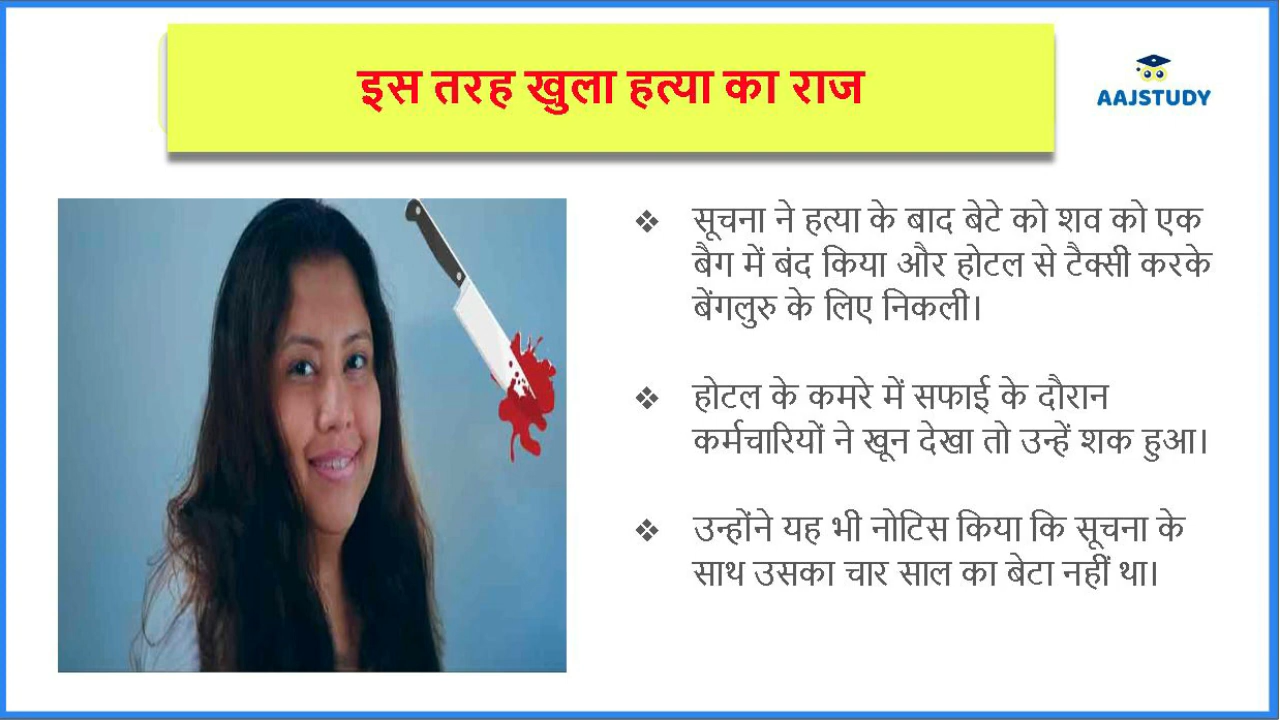 इस तरह खुला हत्या का राज
AAJSTUDY
❖ सूचना ने हत्या के बाद बेटे को शव को एक
बैग में बंद किया और होटल से टैक्सी करके
बेंगलुरु के लिए निकली।
❖ होटल के कमरे में सफाई के दौरान
कर्मचारियों ने खून देखा तो उन्हें शक हुआ।
❖ उन्होंने यह भी नोटिस किया कि सूचना के
साथ उसका चार साल का बेटा नहीं था।